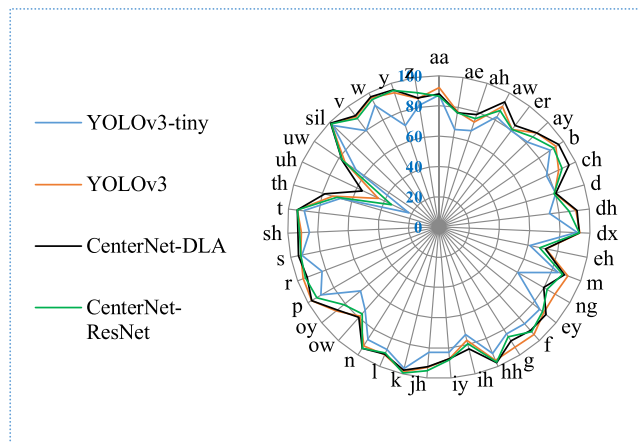 YOLOv3-tiny
YOLOv3
CenterNet-DLA
CenterNet-
ResNet
100
80
60
40
20
0
aa
ae
ah
aw
er
ay
b
ch
d
dh
dx
eh
m
ng
ey
f
g
hh
ih
iy
jh
k
l
n
ow
oy
p
r
s
sh
t
th
uh
uw
sil
v
w
y
z